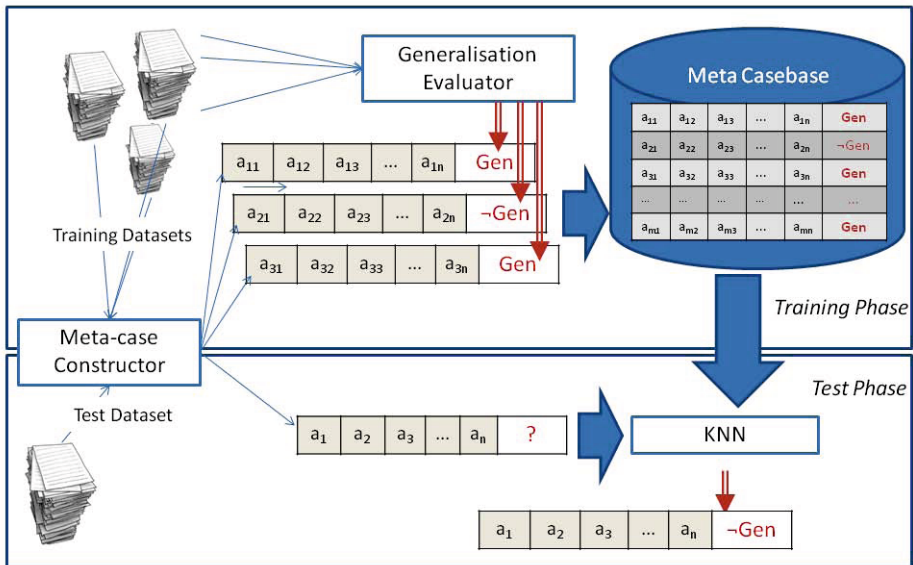 Generalisation
Evaluator
Meta Casebase
a11 a12 a13 ... a1n Gen
a21 a22 a23 ... a2n ¬Gen
a31 a32 a33 ... a3n Gen
... ... ... ... ... ...
am1 am2 am3 ... amn Gen
a11 a12 a13 ... a1n Gen
a21 a22 a23 ... a2n ¬Gen
a31 a32 a33 ... a3n Gen
Training Datasets
Training Phase
Meta-case
Constructor
Test Phase
Test Dataset
a1 a2 a3 ... an ?
KNN
a1 a2 a3 ... an ¬Gen